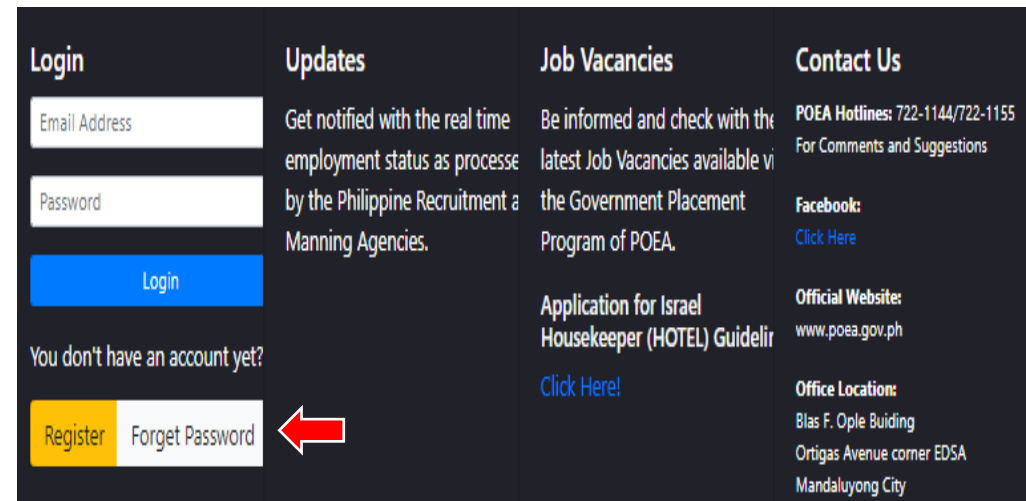 Login
Email Address
Password
Login
You don't have an account yet?
Register
Forget Password
Updates
Get notified with the real time
employment status as processe
by the Philippine Recruitment a
Manning Agencies.
Job Vacancies
Be informed and check with the
latest Job Vacancies available vi
the Government Placement
Program of POEA.
Application for Israel
Housekeeper (HOTEL) Guidelin
Click Here!
Contact Us
POEA Hotlines: 722-1144/722-1155
For Comments and Suggestions
Facebook:
Click Here
Official Website:
www.poea.gov.ph
Office Location:
Blas F. Ople Buiding
Ortigas Avenue corner EDSA
Mandaluyong City